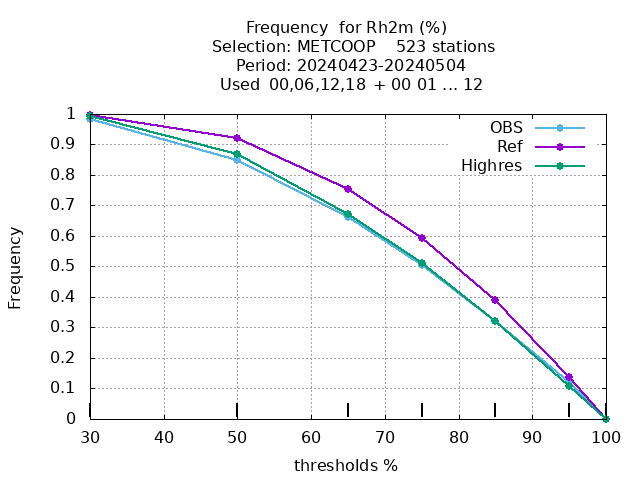 Frequency  for Rh2m (%)
Selection: METCOOP    523 stations
Period: 20240423-20240504
Used  00,06,12,18  + 00 01 ... 12
OBS
Ref
Highres
Frequency
1
0.9
0.8
0.7
0.6
0.5
0.4
0.3
0.2
0.1
0
30 40 50 60 70 80 90 100
thresholds %